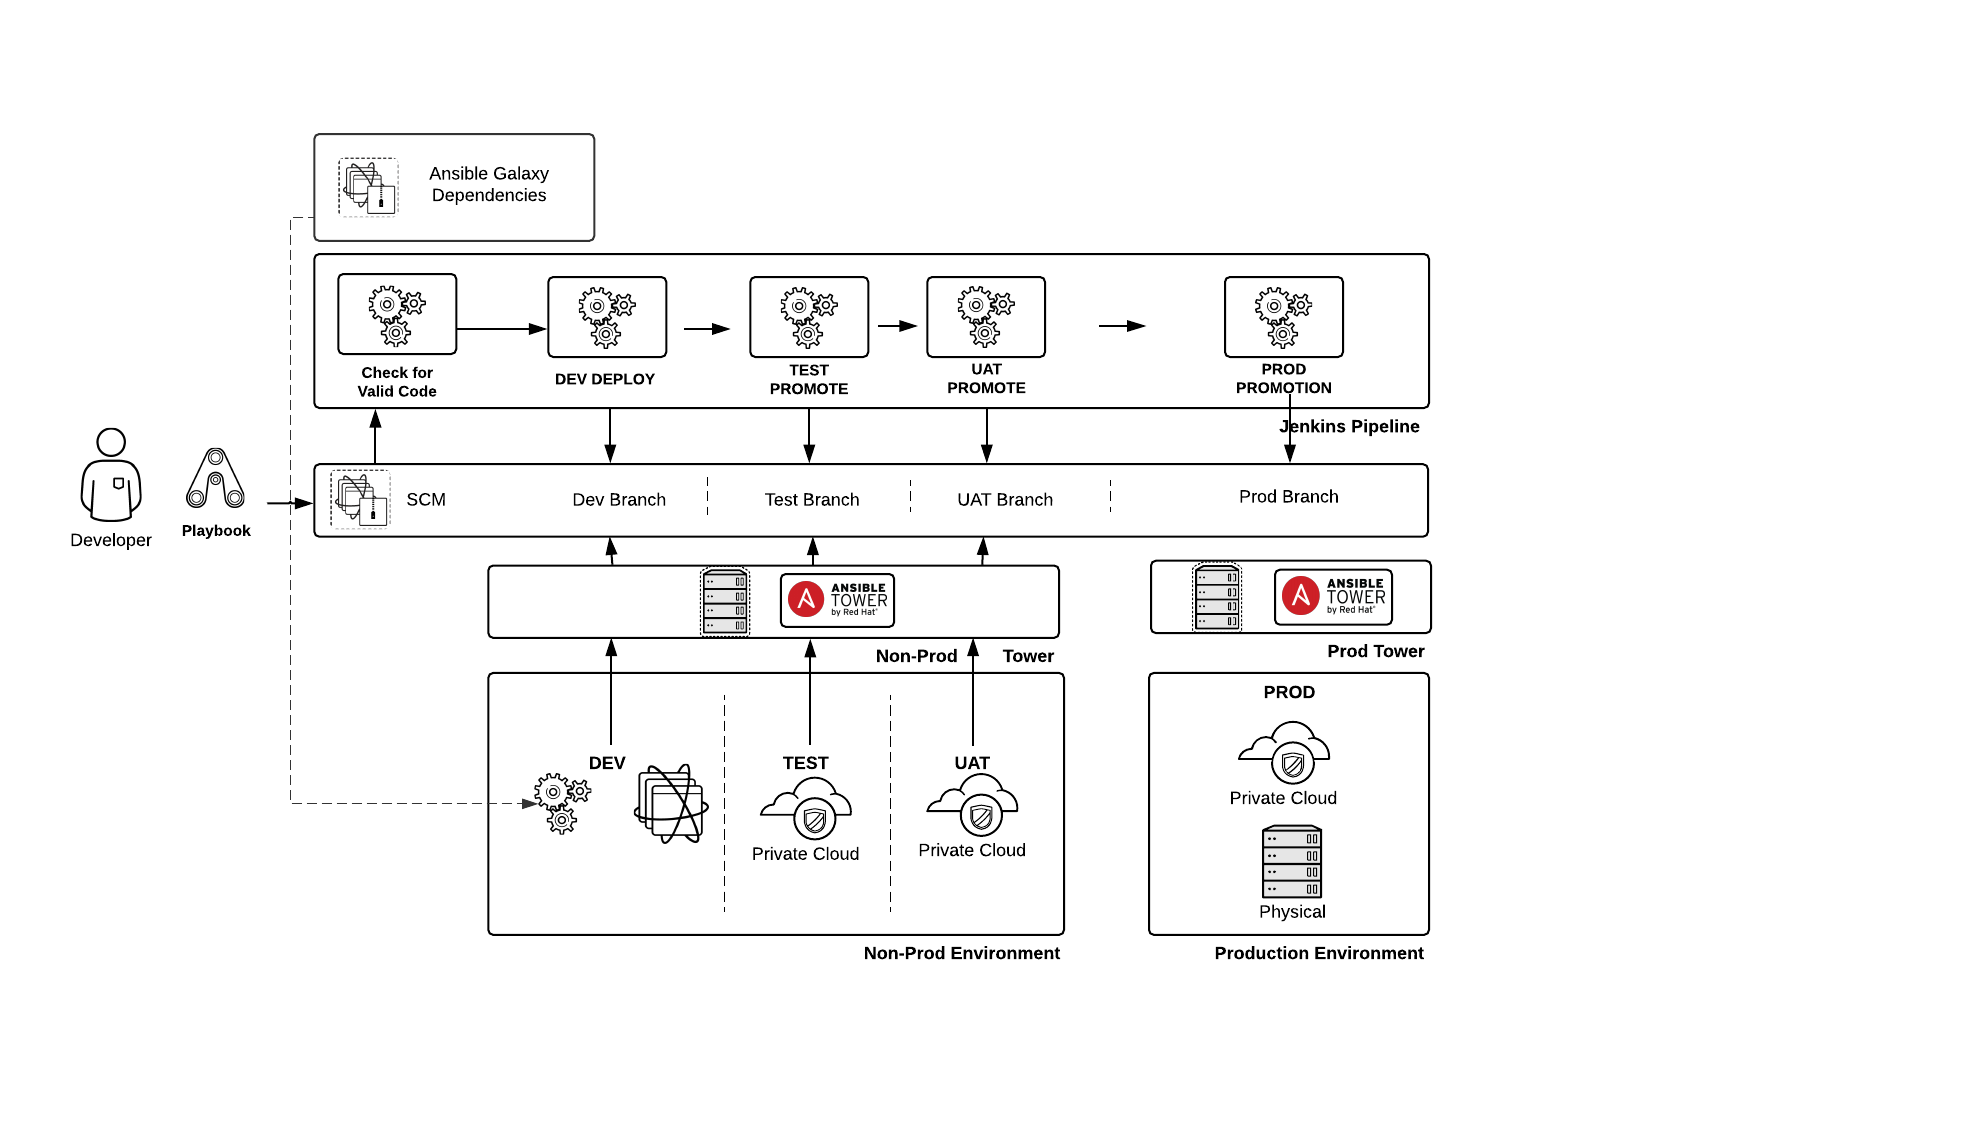 Ansible Galaxy
Dependencies
Check for
Valid Code
DEV DEPLOY
TEST
PROMOTE
UAT
PROMOTE
PROD
PROMOTION
Jenkins Pipeline
Developer
Playbook
SCM
Dev Branch
Test Branch
UAT Branch
Prod Branch
ANSIBLE
TOWER
by Red Hat®
Non-Prod Tower
ANSIBLE
TOWER
by Red Hat®
Prod Tower
DEV
TEST
Private Cloud
UAT
Private Cloud
Non-Prod Environment
PROD
Private Cloud
Physical
Production Environment